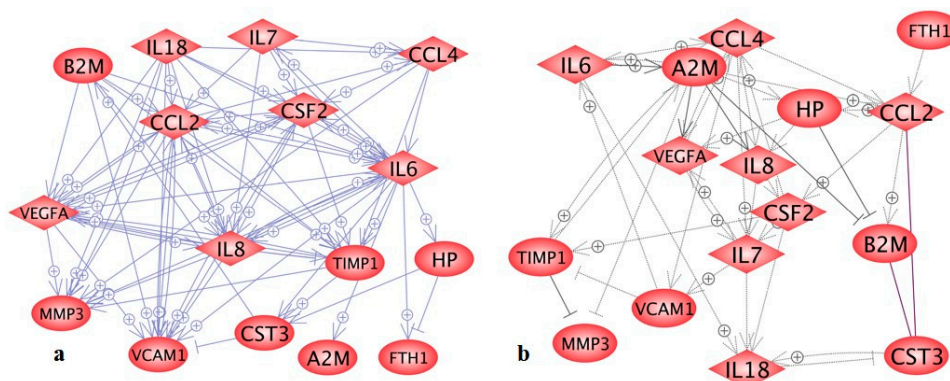 IL18
IL7
CCL4
B2M
CCL2
CSF2
IL6
VEGFA
IL8
TIMP1
HP
MMP3
CST3
VCAM1
A2M
FTH1
a
CCL4
FTH1
IL6
A2M
HP
CCL2
VEGFA
IL8
CSF2
TIMP1
IL7
B2M
VCAM1
MMP3
IL18
CST3
b